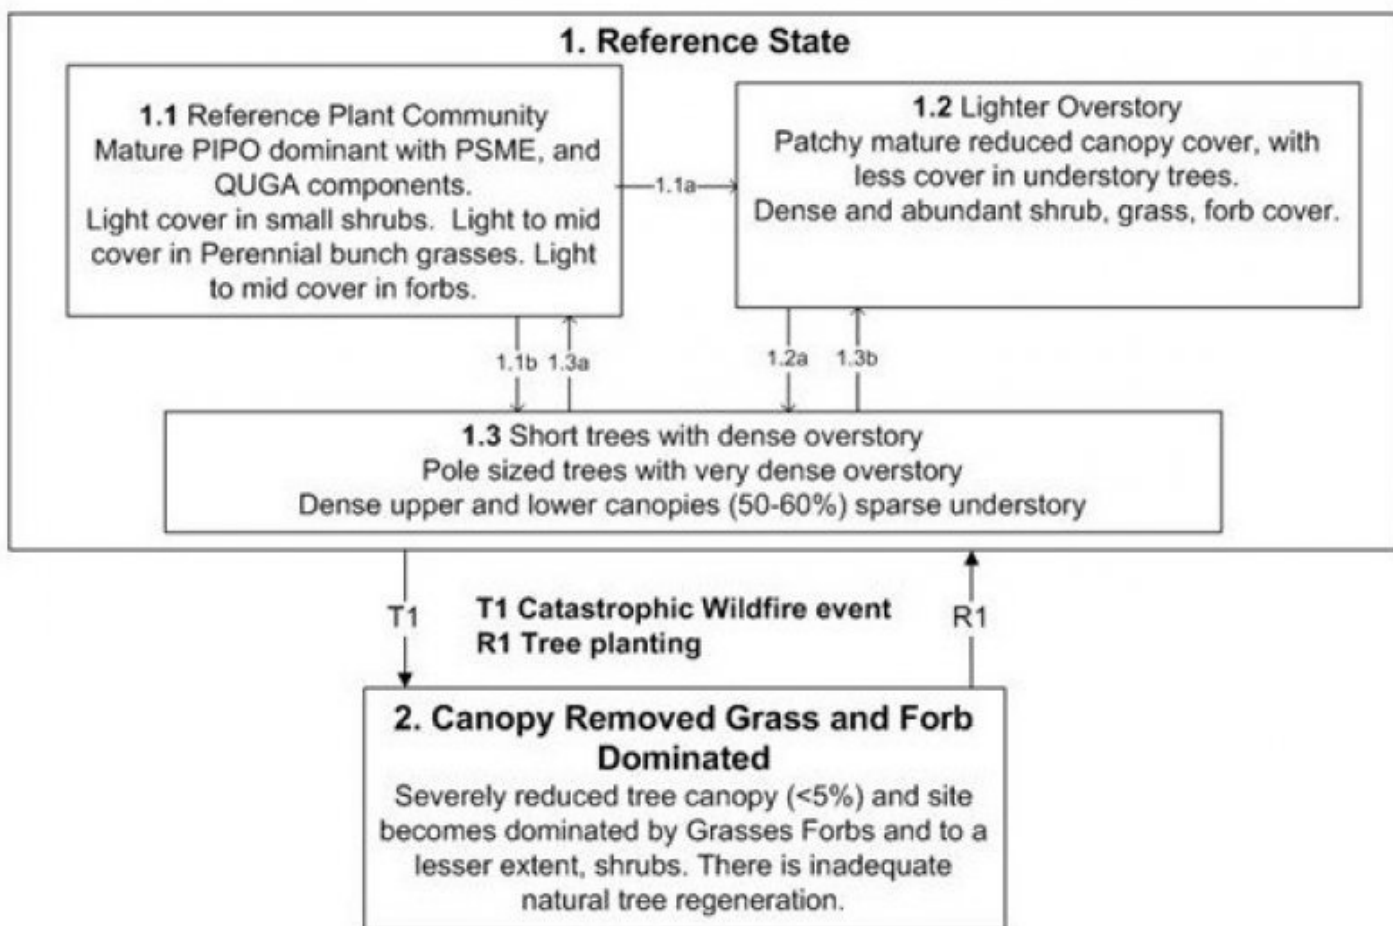 1. Reference State
1.1 Reference Plant Community
Mature PIPO dominant with PSME, and
QUGA components.
Light cover in small shrubs. Light to mid
cover in Perennial bunch grasses. Light
to mid cover in forbs.
1.1a
1.2 Lighter Overstory
Patchy mature reduced canopy cover, with
less cover in understory trees.
Dense and abundant shrub, grass, forb cover.
1.1b 1.3a
1.2a 1.3b
1.3 Short trees with dense overstory
Pole sized trees with very dense overstory
Dense upper and lower canopies (50-60%) sparse understory
T1
T1 Catastrophic Wildfire event
R1 Tree planting
R1
2. Canopy Removed Grass and Forb
Dominated
Severely reduced tree canopy (<5%) and site
becomes dominated by Grasses Forbs and to a
lesser extent, shrubs. There is inadequate
natural tree regeneration.